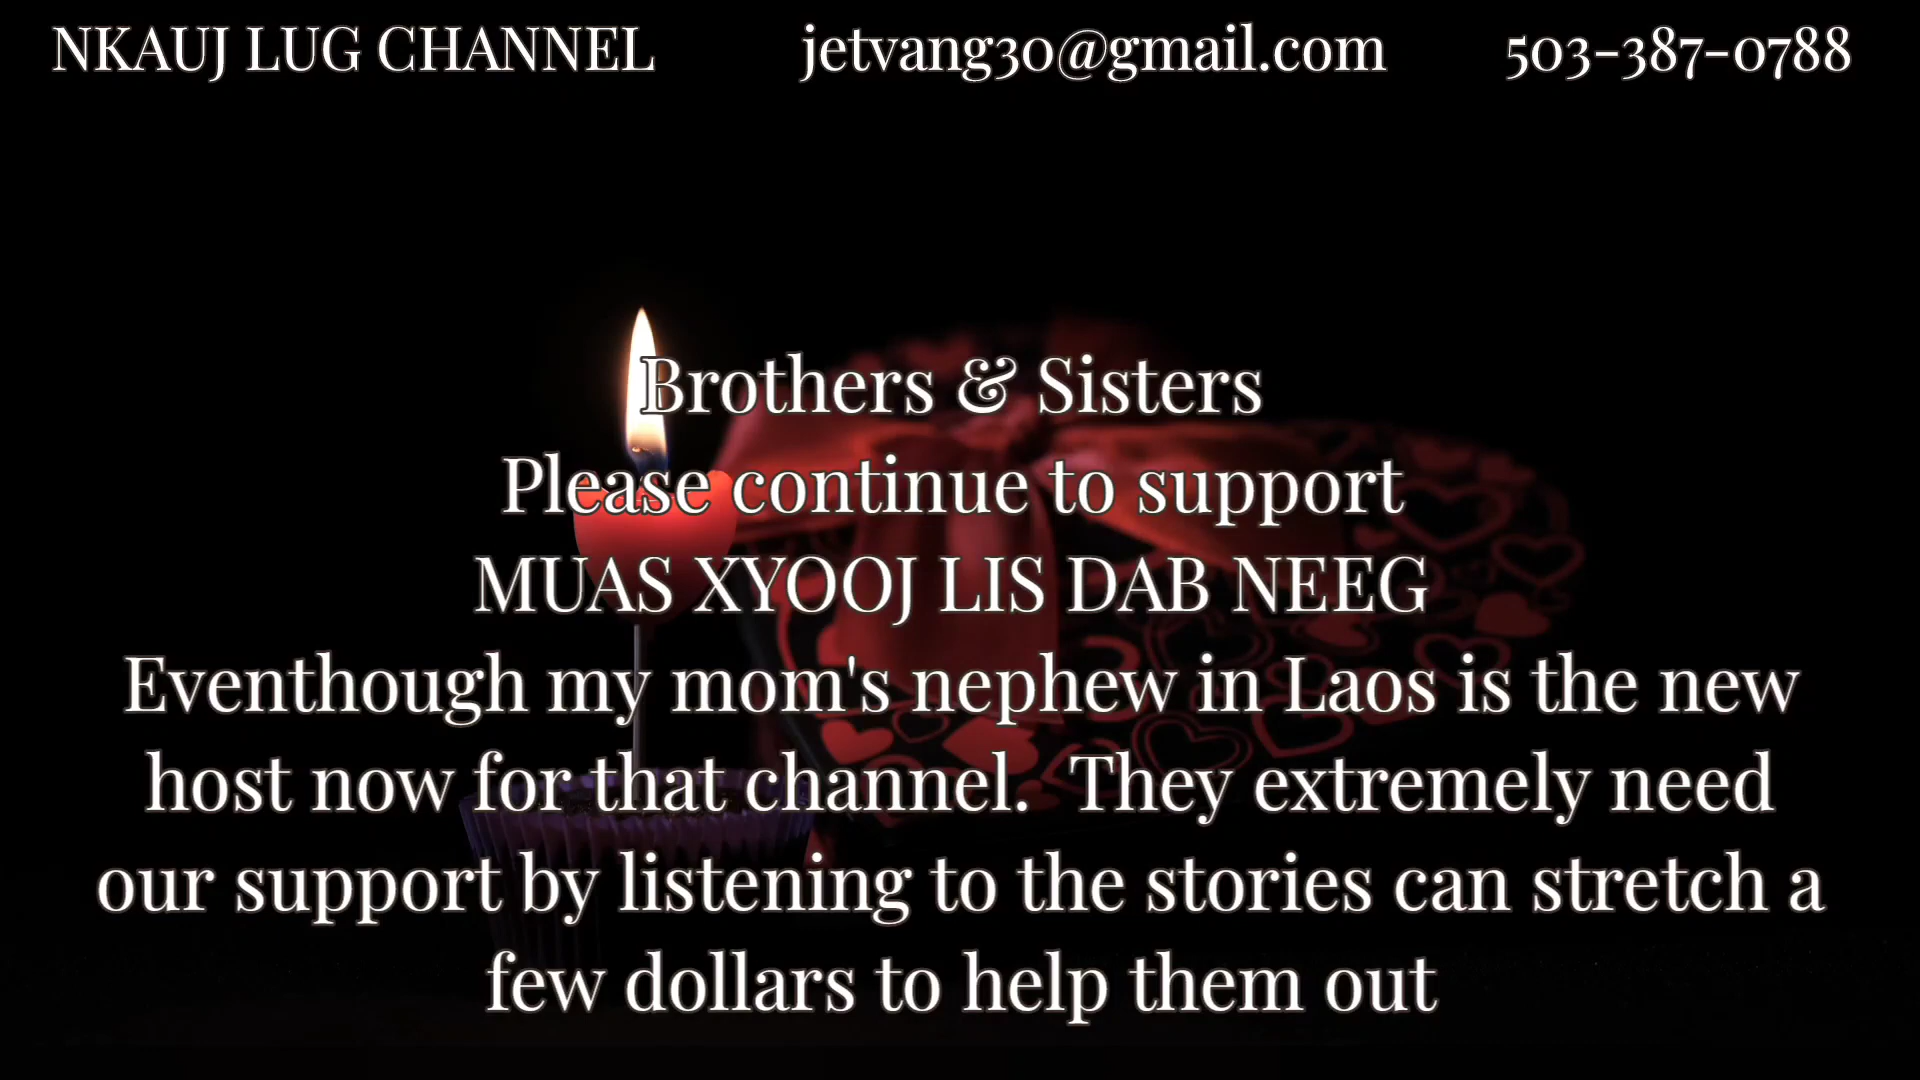 NKAUJ LUG CHANNEL jetvang30@gmail.com 503-387-0788
Brothers & Sisters
Please continue to support
MUAS XYOOJ LIS DAB NEEG
Eventhough my mom's nephew in Laos is the new
host now for that channel. They extremely need
our support by listening to the stories can stretch a
few dollars to help them out